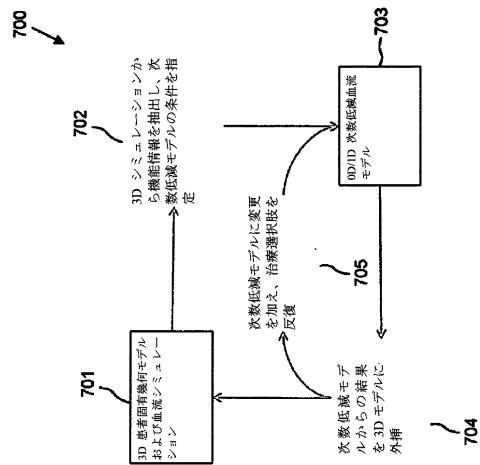 700
701
3D 患者固有幾何モデル
および血流シミュレー
ション
702
3D シミュレーションか
ら機能情報を抽出し、次
数低減モデルの条件を指
定
703
0D/1D 次数低減血流
モデル
次数低減モデルに変更
を加え、治療選択肢を
反復
705
次数低減モデ
ルからの結果
を3Dモデルに
外挿
704